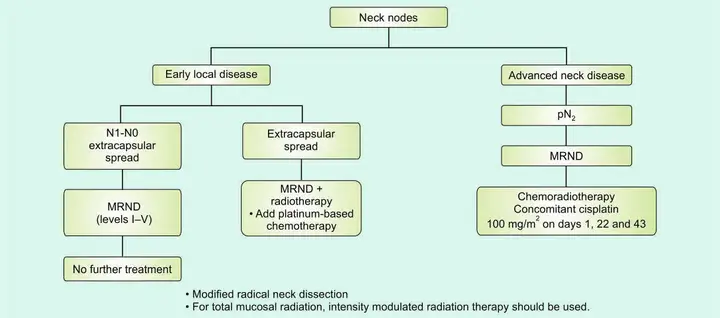 Neck nodes
Early local disease
Advanced neck disease
N1-N0
extracapsular
spread
Extracapsular
spread
pN2
MRND
(levels I–V)
MRND +
radiotherapy
• Add platinum-based
chemotherapy
MRND
Chemoradiotherapy
Concomitant cisplatin
100 mg/m2 on days 1, 22 and 43
No further treatment
• Modified radical neck dissection
• For total mucosal radiation, intensity modulated radiation therapy should be used.